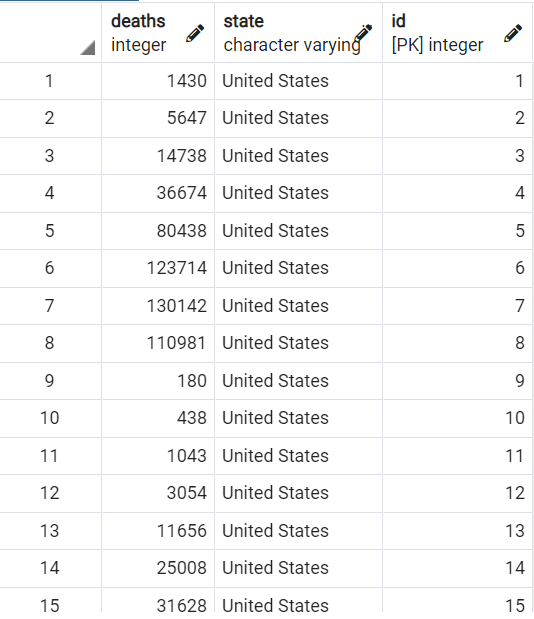 deaths state id
integer character varying [PK] integer
1 1430 United States 1
2 5647 United States 2
3 14738 United States 3
4 36674 United States 4
5 80438 United States 5
6 123714 United States 6
7 130142 United States 7
8 110981 United States 8
9 180 United States 9
10 438 United States 10
11 1043 United States 11
12 3054 United States 12
13 11656 United States 13
14 25008 United States 14
15 31628 United States 15